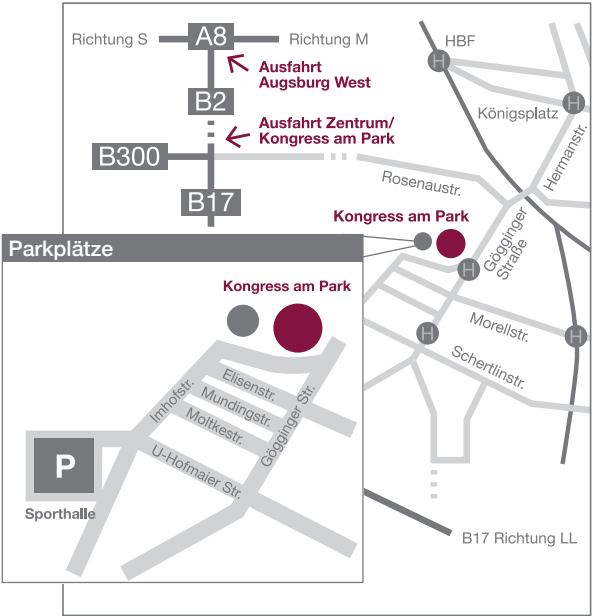 Richtung S
A8
Richtung M
HBF
Ausfahrt
Augsburg West
B2
Königsplatz
Ausfahrt Zentrum/
Kongress am Park
B300
Hermanstr.
Rosenaustr.
B17
Kongress am Park
Gögginger
Straße
Parkplätze
H
H
H
H
H
Kongress am Park
Morellstr.
Schertlinstr.
Elisenstr.
Imhofstr.
Mundingstr.
Moltkestr.
Gögginger Str.
U-Hofmaier Str.
P
Sporthalle
B17 Richtung LL